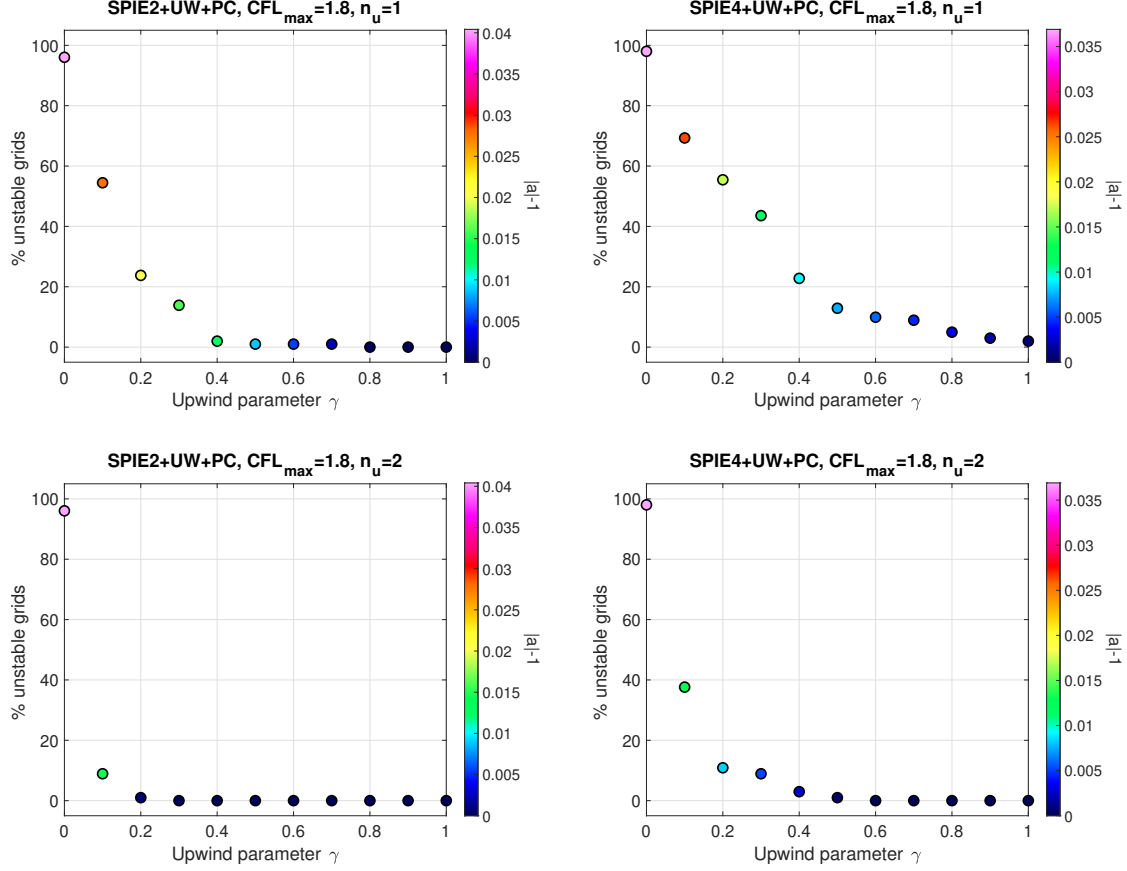 SPIE2+UW+PC, CFL_max=1.8, n_u=1
% unstable grids
100
80
60
40
20
0
0 0.2 0.4 0.6 0.8 1
Upwind parameter γ
0.04
0.035
0.03
0.025
0.02
0.015
0.01
0.005
0
|a|-1
SPIE4+UW+PC, CFL_max=1.8, n_u=1
% unstable grids
100
80
60
40
20
0
0 0.2 0.4 0.6 0.8 1
Upwind parameter γ
0.035
0.03
0.025
0.02
0.015
0.01
0.005
0
|a|-1
SPIE2+UW+PC, CFL_max=1.8, n_u=2
% unstable grids
100
80
60
40
20
0
0 0.2 0.4 0.6 0.8 1
Upwind parameter γ
0.04
0.035
0.03
0.025
0.02
0.015
0.01
0.005
0
|a|-1
SPIE4+UW+PC, CFL_max=1.8, n_u=2
% unstable grids
100
80
60
40
20
0
0 0.2 0.4 0.6 0.8 1
Upwind parameter γ
0.035
0.03
0.025
0.02
0.015
0.01
0.005
0
|a|-1